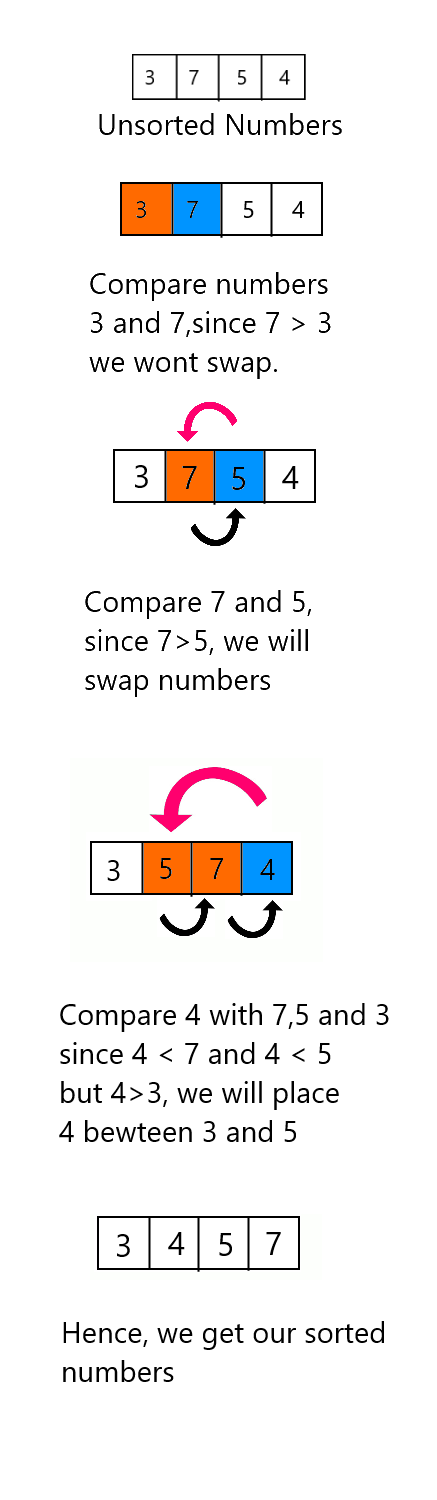 3 7 5 4
Unsorted Numbers
3 7 5 4
Compare numbers
3 and 7,since 7 > 3
we wont swap.
3 7 5 4
Compare 7 and 5,
since 7>5, we will
swap numbers
3 5 7 4
Compare 4 with 7,5 and 3
since 4 < 7 and 4 < 5
but 4>3, we will place
4 bewteen 3 and 5
3 4 5 7
Hence, we get our sorted
numbers